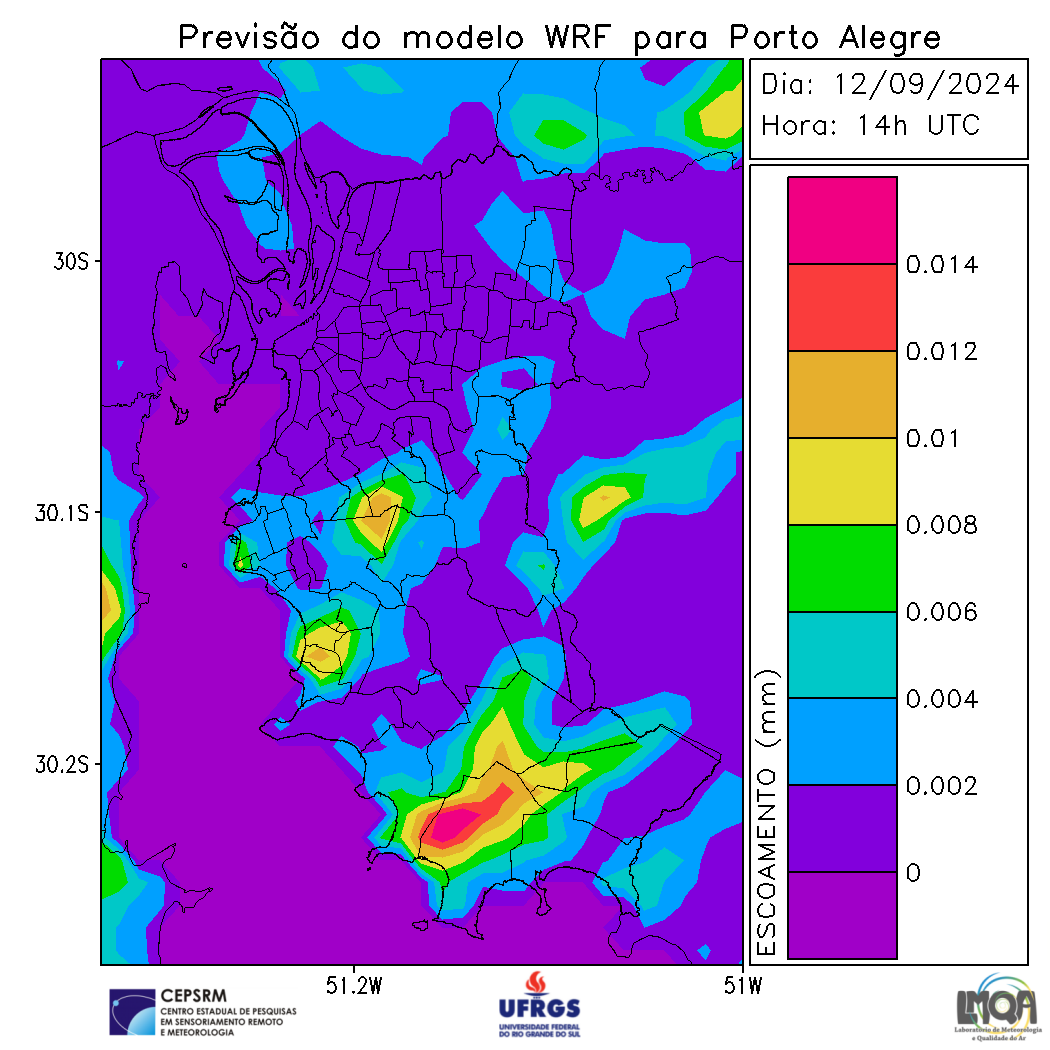 Previsão do modelo WRF para Porto Alegre
Dia: 12/09/2024
Hora: 14h UTC
30S
30.1S
30.2S
51.2W
51W
0.014
0.012
0.01
0.008
0.006
0.004
0.002
0
ESCOAMENTO (mm)
CEPSRM
CENTRO ESTADUAL DE PESQUISAS
EM SENSORIAMENTO REMOTO
E METEOROLOGIA
UFRGS
UNIVERSIDADE FEDERAL
DO RIO GRANDE DO SUL
LMQA
Laboratório de Meteorologia
e Qualidade do Ar